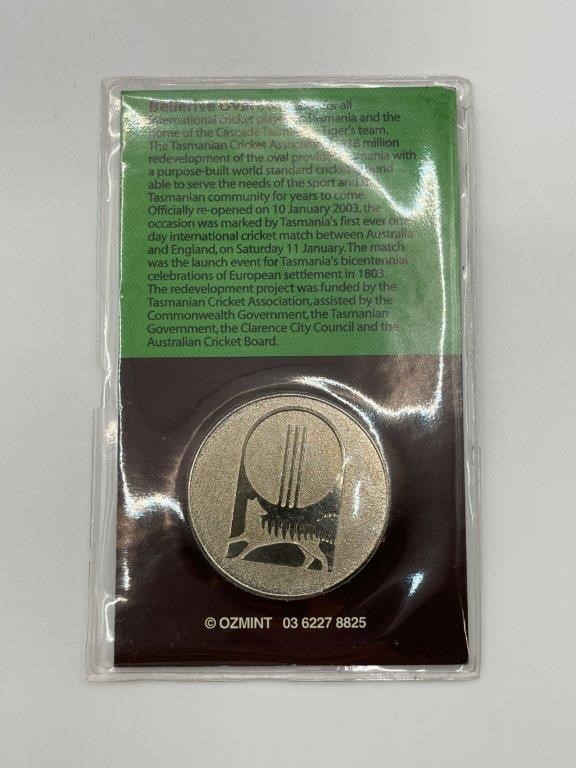 Bellerive Oval for all
international cricket played in Tasmania and the
home of the Cascade Tasmanian Tiger's team.
The Tasmanian Cricket Association 18 million
redevelopment of the oval provides Tasmania with
a purpose-built world standard cricket ground
able to serve the needs of the sport and the
Tasmanian community for years to come.
Officially re-opened on 10 January 2003, the
occasion was marked by Tasmania's first ever one
day international cricket match between Australia
and England, on Saturday 11 January. The match
was the launch event for Tasmania's bicentennial
celebrations of European settlement in 1803.
The redevelopment project was funded by the
Tasmanian Cricket Association, assisted by the
Commonwealth Government, the Tasmanian
Government, the Clarence City Council and the
Australian Cricket Board.
© OZMINT 03 6227 8825